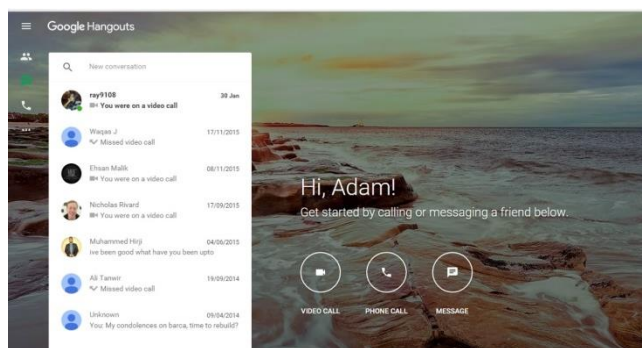 Google Hangouts
New conversation
ray9108 30 Jan
You were on a video call
Waqas J 17/11/2015
Missed video call
Ehsan Malik 08/11/2015
You were on a video call
Nicholas Rivard 17/09/2015
You were on a video call
Muhammed Hirji 04/06/2015
ive been good what have you been upto
Ali Tanwir 19/09/2014
Missed video call
Unknown 09/04/2014
You: My condolences on barca, time to rebuild?
Hi, Adam!
Get started by calling or messaging a friend below.
VIDEO CALL PHONE CALL MESSAGE